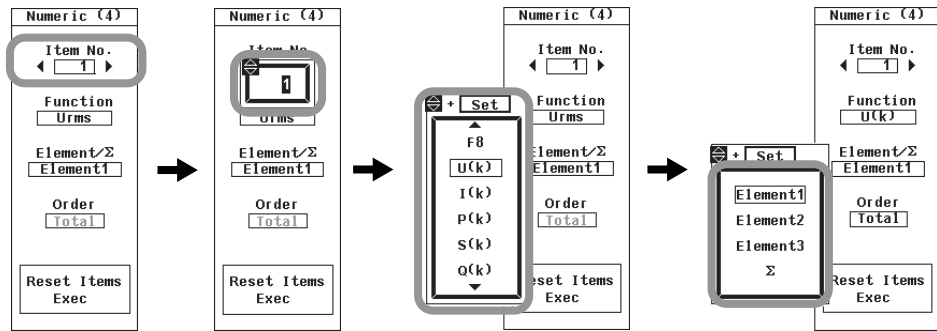 Numeric (4)
Item No.
1
Function
Urms
Element/Σ
Element1
Order
Total
Reset Items
Exec
Numeric (4)
Item No.
1
Urms
Element/Σ
Element1
Order
Total
Reset Items
Exec
Numeric (4)
Item No.
1
+ Set
F8
U(k)
I(k)
P(k)
S(k)
Q(k)
Function
Urms
Element/Σ
Element1
Order
Total
Reset Items
Exec
Numeric (4)
Item No.
1
Function
U(k)
+ Set
Element1
Element2
Element3
Σ
Element/Σ
Element1
Order
Total
Reset Items
Exec